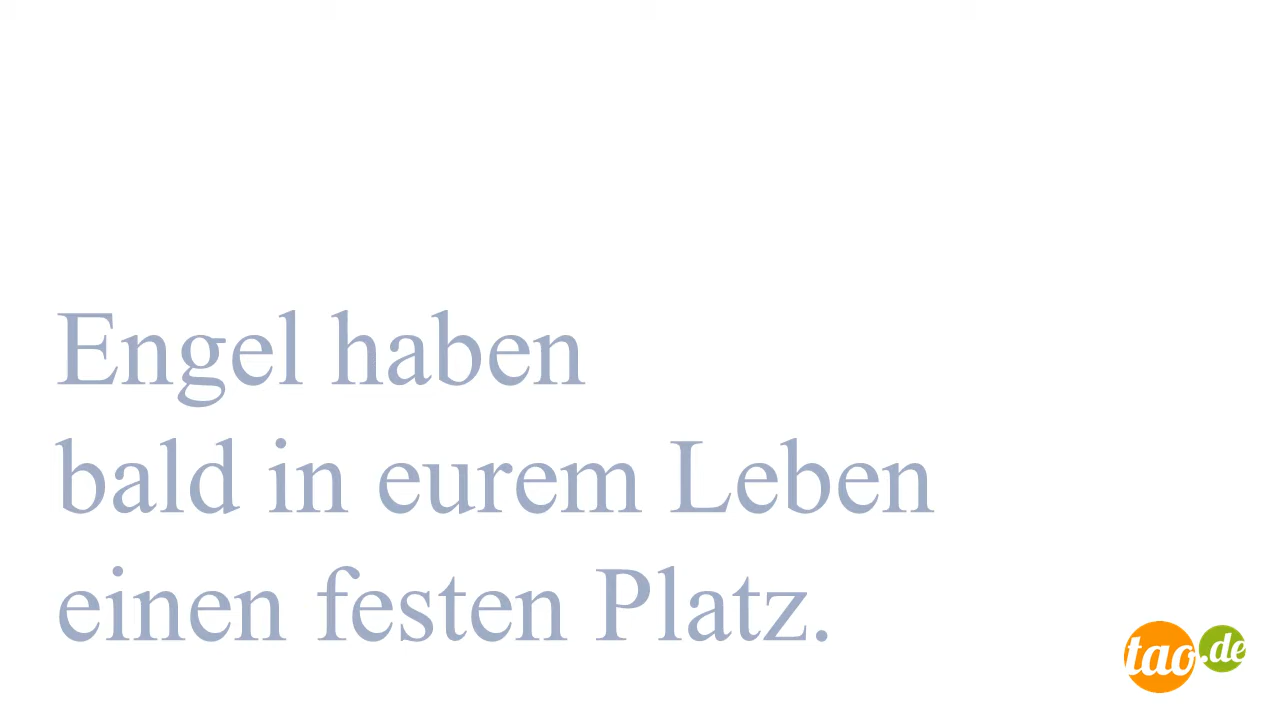 Engel haben
bald in eurem Leben
einen festen Platz.
tao.de